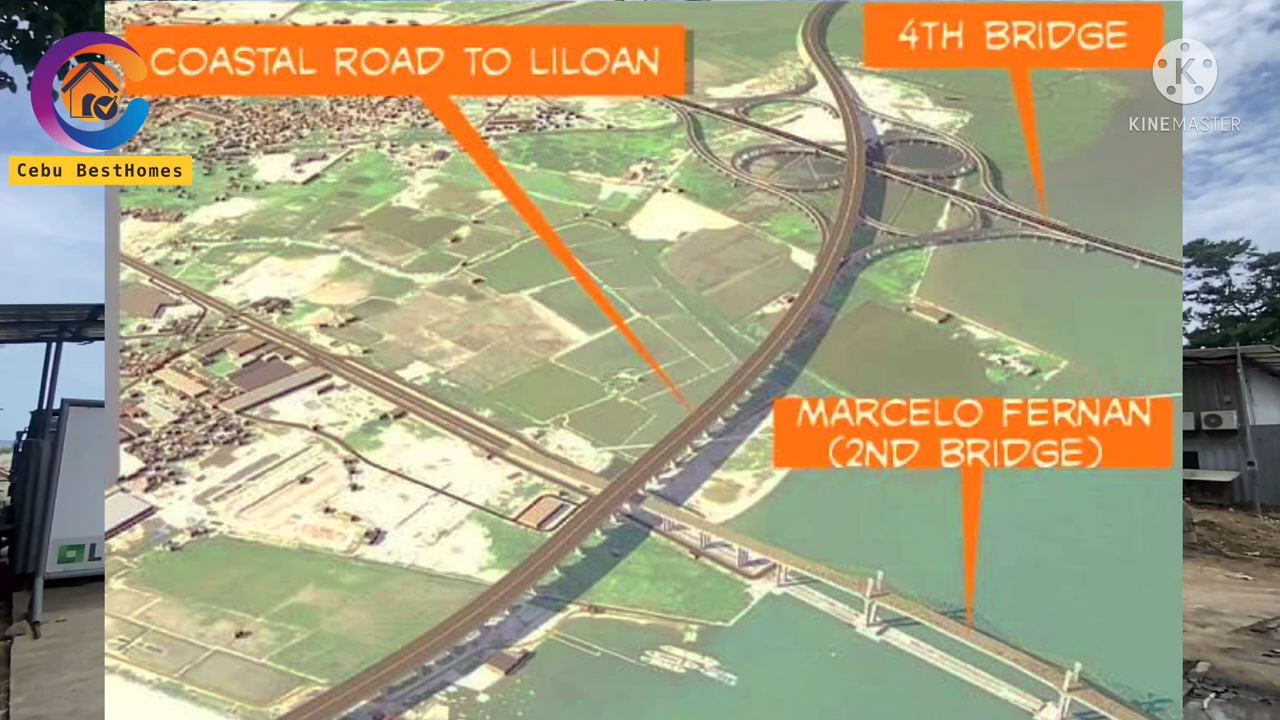 COASTAL ROAD TO LILOAN
4TH BRIDGE
K
KINEMASTER
Cebu BestHomes
MARCELO FERNAN
(2ND BRIDGE)
L